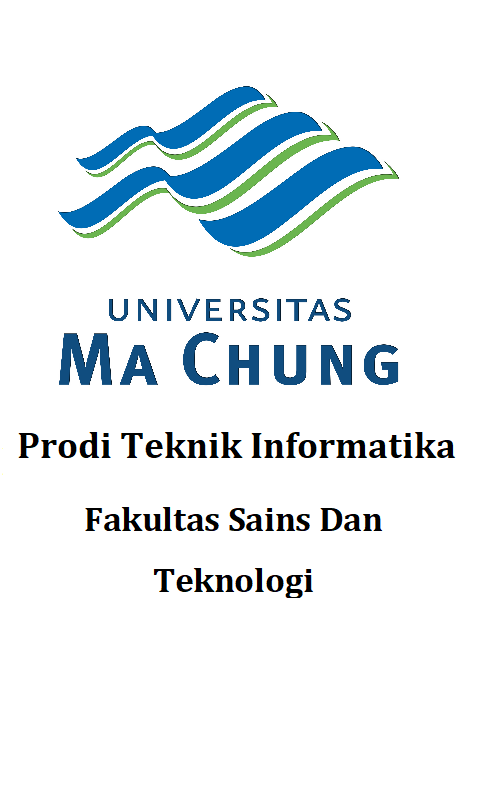 UNIVERSITAS
MA CHUNG
Prodi Teknik Informatika
Fakultas Sains Dan
Teknologi